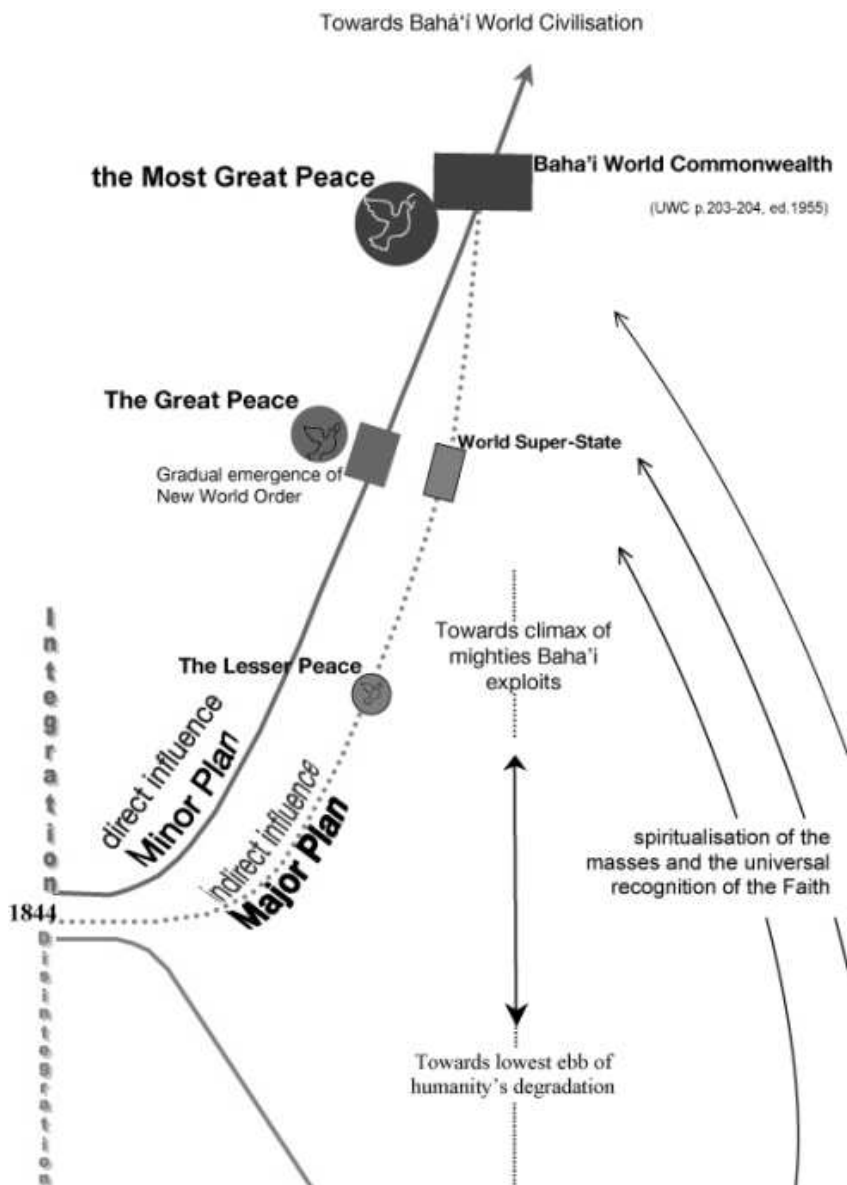 Towards Bahá'í World Civilisation
the Most Great Peace
Baha'i World Commonwealth
(UWC p.203-204, ed.1955)
The Great Peace
Gradual emergence of
New World Order
World Super-State
Integration
Towards climax of
mighties Baha'i
exploits
The Lesser Peace
direct influence
Minor Plan
indirect influence
Major Plan
spiritualisation of the
masses and the universal
recognition of the Faith
1844
Disintegration
Towards lowest ebb of
humanity's degradation